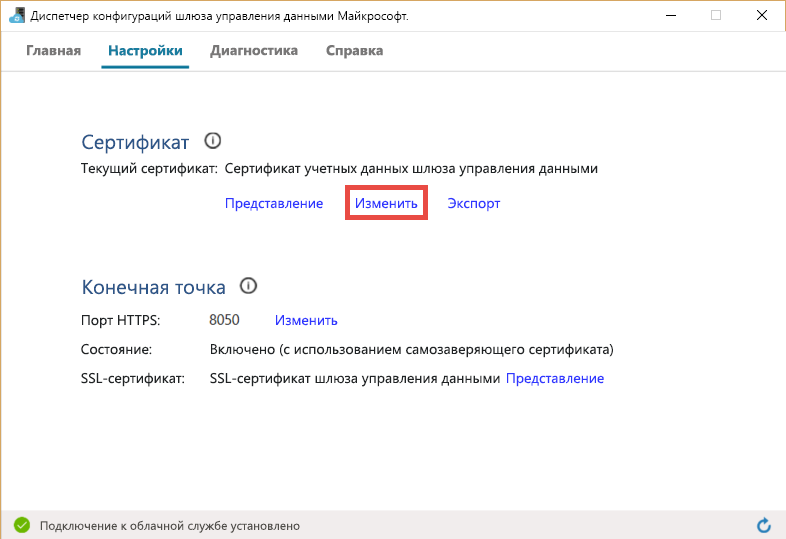 Диспетчер конфигураций шлюза управления данными Майкрософт.
Главная Настройки Диагностика Справка
Сертификат
Текущий сертификат: Сертификат учетных данных шлюза управления данными
Представление Изменить Экспорт
Конечная точка
Порт HTTPS: 8050 Изменить
Состояние: Включено (с использованием самозаверяющего сертификата)
SSL-сертификат: SSL-сертификат шлюза управления данными Представление
Подключение к облачной службе установлено